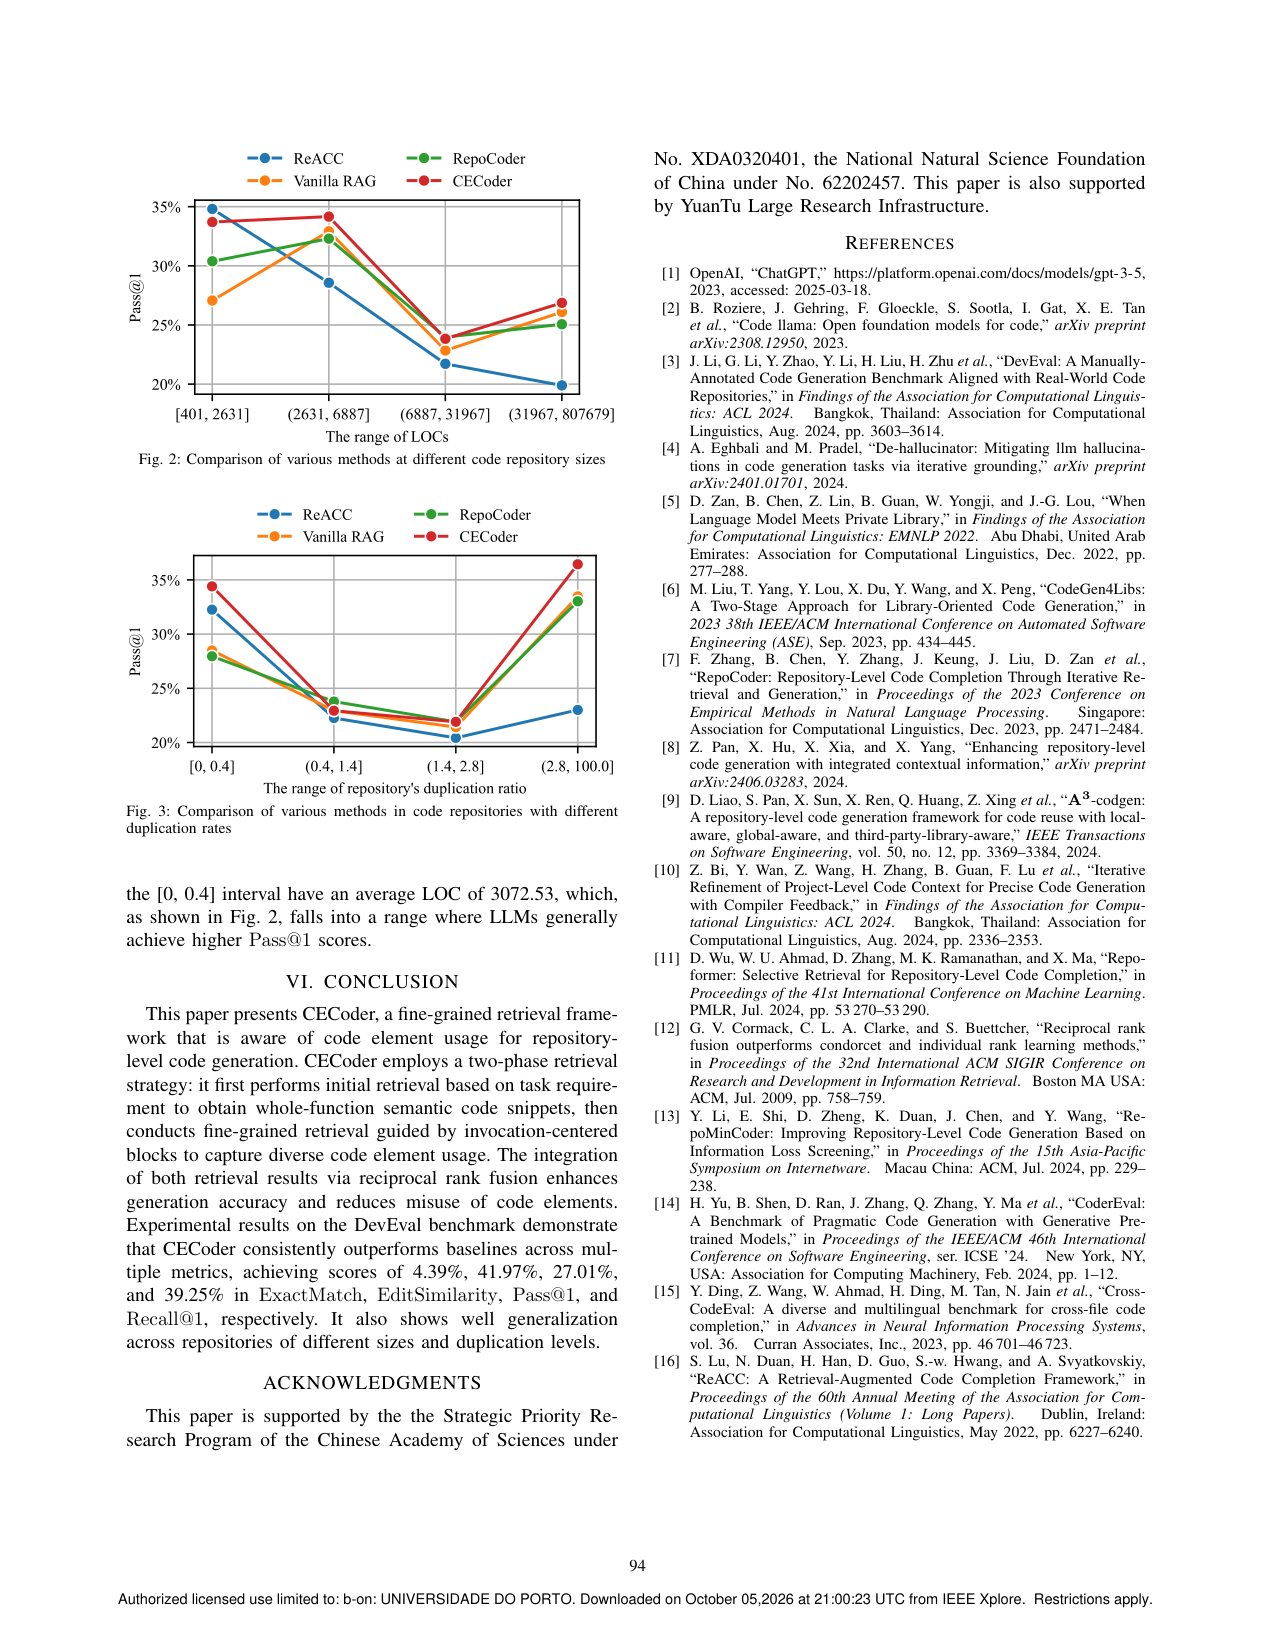 ReACC
RepoCoder
Vanilla RAG
CECoder
35%
30%
25%
20%
Pass@1
[401, 2631]
(2631, 6887]
(6887, 31967]
(31967, 807679]
The range of LOCs
Fig. 2: Comparison of various methods at different code repository sizes
ReACC
RepoCoder
Vanilla RAG
CECoder
35%
30%
25%
20%
Pass@1
[0, 0.4]
(0.4, 1.4]
(1.4, 2.8]
(2.8, 100.0]
The range of repository's duplication ratio
Fig. 3: Comparison of various methods in code repositories with different
duplication rates
the [0, 0.4] interval have an average LOC of 3072.53, which,
as shown in Fig. 2, falls into a range where LLMs generally
achieve higher Pass@1 scores.
VI. CONCLUSION
This paper presents CECoder, a fine-grained retrieval frame-
work that is aware of code element usage for repository-
level code generation. CECoder employs a two-phase retrieval
strategy: it first performs initial retrieval based on task require-
ment to obtain whole-function semantic code snippets, then
conducts fine-grained retrieval guided by invocation-centered
blocks to capture diverse code element usage. The integration
of both retrieval results via reciprocal rank fusion enhances
generation accuracy and reduces misuse of code elements.
Experimental results on the DevEval benchmark demonstrate
that CECoder consistently outperforms baselines across mul-
tiple metrics, achieving scores of 4.39%, 41.97%, 27.01%,
and 39.25% in ExactMatch, EditSimilarity, Pass@1, and
Recall@1, respectively. It also shows well generalization
across repositories of different sizes and duplication levels.
ACKNOWLEDGMENTS
This paper is supported by the the Strategic Priority Re-
search Program of the Chinese Academy of Sciences under
No. XDA0320401, the National Natural Science Foundation
of China under No. 62202457. This paper is also supported
by YuanTu Large Research Infrastructure.
REFERENCES
[1] OpenAI, “ChatGPT,” https://platform.openai.com/docs/models/gpt-3-5,
2023, accessed: 2025-03-18.
[2] B. Roziere, J. Gehring, F. Gloeckle, S. Sootla, I. Gat, X. E. Tan
et al., “Code llama: Open foundation models for code,” arXiv preprint
arXiv:2308.12950, 2023.
[3] J. Li, G. Li, Y. Zhao, Y. Li, H. Liu, H. Zhu et al., “DevEval: A Manually-
Annotated Code Generation Benchmark Aligned with Real-World Code
Repositories,” in Findings of the Association for Computational Linguis-
tics: ACL 2024. Bangkok, Thailand: Association for Computational
Linguistics, Aug. 2024, pp. 3603–3614.
[4] A. Eghbali and M. Pradel, “De-hallucinator: Mitigating llm hallucina-
tions in code generation tasks via iterative grounding,” arXiv preprint
arXiv:2401.01701, 2024.
[5] D. Zan, B. Chen, Z. Lin, B. Guan, W. Yongji, and J.-G. Lou, “When
Language Model Meets Private Library,” in Findings of the Association
for Computational Linguistics: EMNLP 2022. Abu Dhabi, United Arab
Emirates: Association for Computational Linguistics, Dec. 2022, pp.
277–288.
[6] M. Liu, T. Yang, Y. Lou, X. Du, Y. Wang, and X. Peng, “CodeGen4Libs:
A Two-Stage Approach for Library-Oriented Code Generation,” in
2023 38th IEEE/ACM International Conference on Automated Software
Engineering (ASE), Sep. 2023, pp. 434–445.
[7] F. Zhang, B. Chen, Y. Zhang, J. Keung, J. Liu, D. Zan et al.,
“RepoCoder: Repository-Level Code Completion Through Iterative Re-
trieval and Generation,” in Proceedings of the 2023 Conference on
Empirical Methods in Natural Language Processing. Singapore:
Association for Computational Linguistics, Dec. 2023, pp. 2471–2484.
[8] Z. Pan, X. Hu, X. Xia, and X. Yang, “Enhancing repository-level
code generation with integrated contextual information,” arXiv preprint
arXiv:2406.03283, 2024.
[9] D. Liao, S. Pan, X. Sun, X. Ren, Q. Huang, Z. Xing et al., “A³-codgen:
A repository-level code generation framework for code reuse with local-
aware, global-aware, and third-party-library-aware,” IEEE Transactions
on Software Engineering, vol. 50, no. 12, pp. 3369–3384, 2024.
[10] Z. Bi, Y. Wan, Z. Wang, H. Zhang, B. Guan, F. Lu et al., “Iterative
Refinement of Project-Level Code Context for Precise Code Generation
with Compiler Feedback,” in Findings of the Association for Compu-
tational Linguistics: ACL 2024. Bangkok, Thailand: Association for
Computational Linguistics, Aug. 2024, pp. 2336–2353.
[11] D. Wu, W. U. Ahmad, D. Zhang, M. K. Ramanathan, and X. Ma, “Repo-
former: Selective Retrieval for Repository-Level Code Completion,” in
Proceedings of the 41st International Conference on Machine Learning.
PMLR, Jul. 2024, pp. 53 270–53 290.
[12] G. V. Cormack, C. L. A. Clarke, and S. Buettcher, “Reciprocal rank
fusion outperforms condorcet and individual rank learning methods,”
in Proceedings of the 32nd International ACM SIGIR Conference on
Research and Development in Information Retrieval. Boston MA USA:
ACM, Jul. 2009, pp. 758–759.
[13] Y. Li, E. Shi, D. Zheng, K. Duan, J. Chen, and Y. Wang, “Re-
poMinCoder: Improving Repository-Level Code Generation Based on
Information Loss Screening,” in Proceedings of the 15th Asia-Pacific
Symposium on Internetware. Macau China: ACM, Jul. 2024, pp. 229–
238.
[14] H. Yu, B. Shen, D. Ran, J. Zhang, Q. Zhang, Y. Ma et al., “CoderEval:
A Benchmark of Pragmatic Code Generation with Generative Pre-
trained Models,” in Proceedings of the IEEE/ACM 46th International
Conference on Software Engineering, ser. ICSE ’24. New York, NY,
USA: Association for Computing Machinery, Feb. 2024, pp. 1–12.
[15] Y. Ding, Z. Wang, W. Ahmad, H. Ding, M. Tan, N. Jain et al., “Cross-
CodeEval: A diverse and multilingual benchmark for cross-file code
completion,” in Advances in Neural Information Processing Systems,
vol. 36. Curran Associates, Inc., 2023, pp. 46 701–46 723.
[16] S. Lu, N. Duan, H. Han, D. Guo, S.-w. Hwang, and A. Svyatkovskiy,
“ReACC: A Retrieval-Augmented Code Completion Framework,” in
Proceedings of the 60th Annual Meeting of the Association for Com-
putational Linguistics (Volume 1: Long Papers). Dublin, Ireland:
Association for Computational Linguistics, May 2022, pp. 6227–6240.
94
Authorized licensed use limited to: b-on: UNIVERSIDADE DO PORTO. Downloaded on October 05,2026 at 21:00:23 UTC from IEEE Xplore. Restrictions apply.